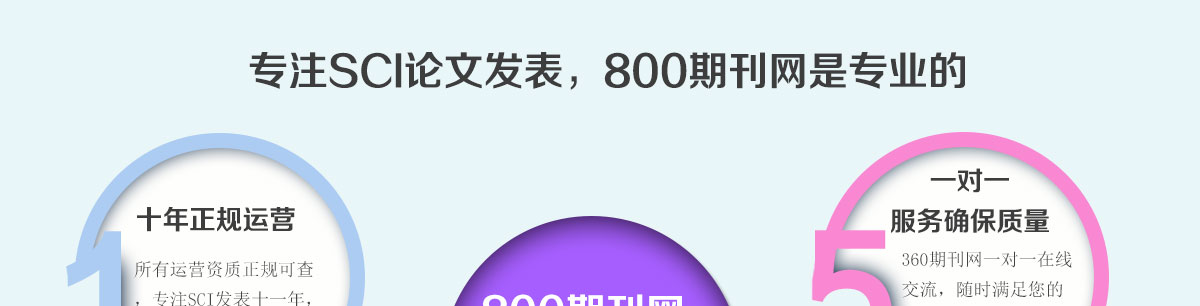 专注SCI论文发表，800期刊网是专业的
1
十年正规运营
所有运营资质正规可查
，专注SCI发表十一年，
800期刊网
5
一对一
服务确保质量
360期刊网一对一在线
交流，随时满足您的